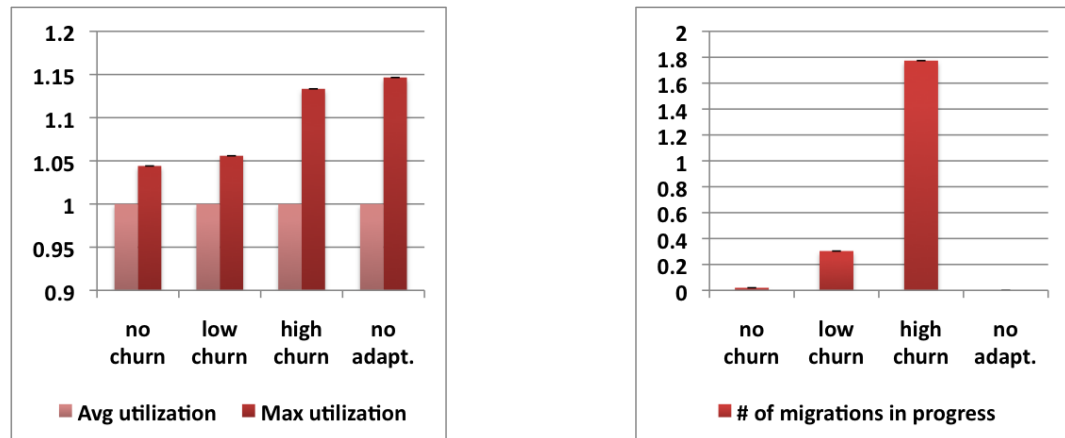 1.2
1.15
1.1
1.05
1
0.95
0.9
no churn
low churn
high churn
no adapt.
Avg utilization
Max utilization
2
1.8
1.6
1.4
1.2
1
0.8
0.6
0.4
0.2
0
no churn
low churn
high churn
no adapt.
# of migrations in progress